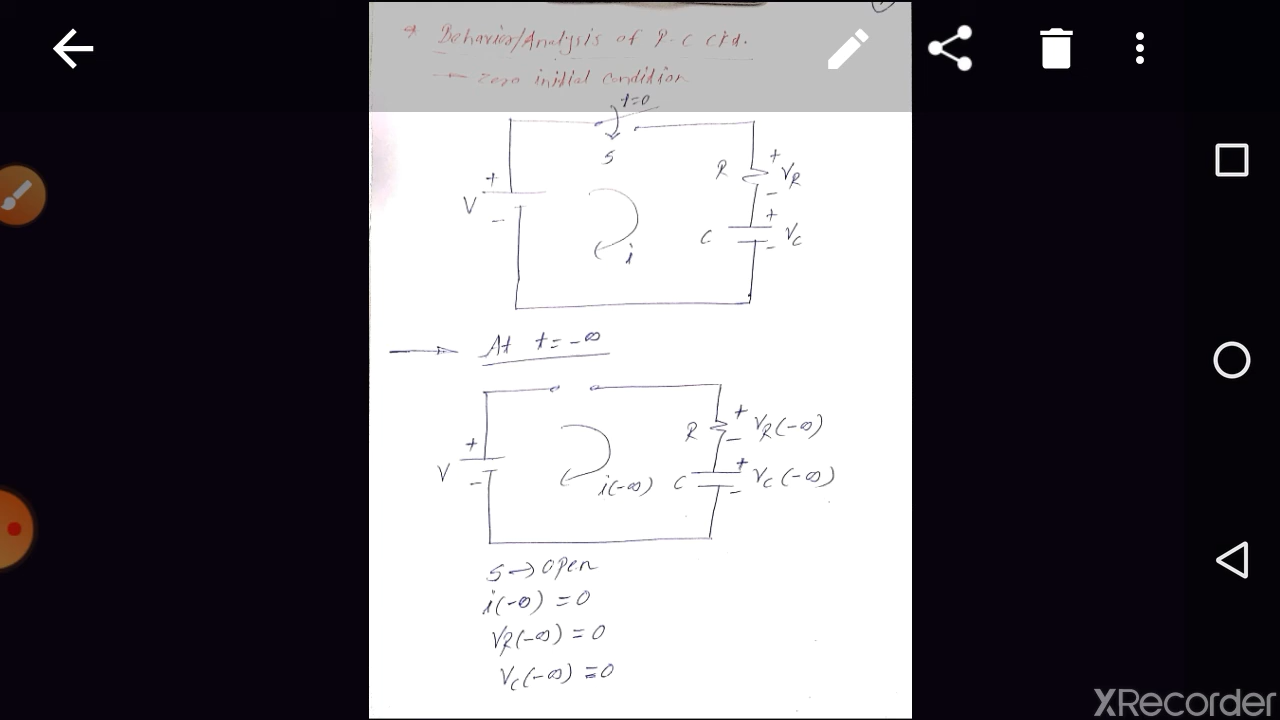 * Behavior/Analysis of R-C Ckt.
→ zero initial condition
t=0
S
R + VR -
V + -
C + VC -
i
→ At t = -∞
R + VR(-∞) -
V + -
i(-∞) C + VC(-∞) -
S → open
i(-∞) = 0
VR(-∞) = 0
VC(-∞) = 0
XRecorder